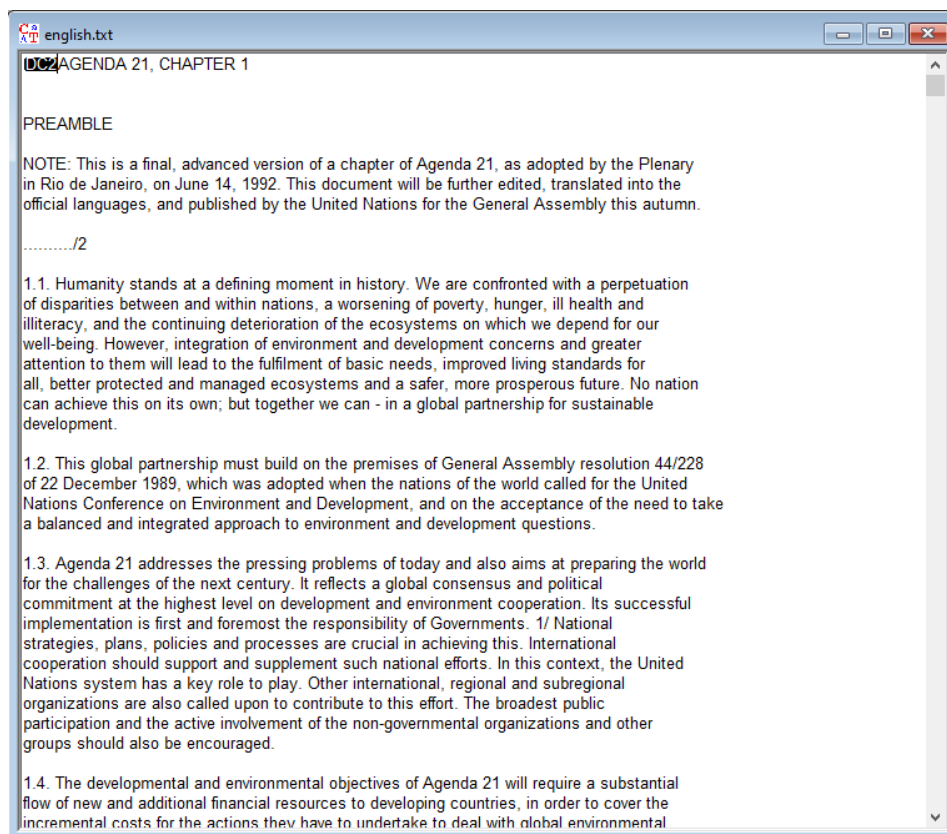 CaT
AT english.txt
DC2AGENDA 21, CHAPTER 1
PREAMBLE
NOTE: This is a final, advanced version of a chapter of Agenda 21, as adopted by the Plenary
in Rio de Janeiro, on June 14, 1992. This document will be further edited, translated into the
official languages, and published by the United Nations for the General Assembly this autumn.
........../2
1.1. Humanity stands at a defining moment in history. We are confronted with a perpetuation
of disparities between and within nations, a worsening of poverty, hunger, ill health and
illiteracy, and the continuing deterioration of the ecosystems on which we depend for our
well-being. However, integration of environment and development concerns and greater
attention to them will lead to the fulfilment of basic needs, improved living standards for
all, better protected and managed ecosystems and a safer, more prosperous future. No nation
can achieve this on its own; but together we can - in a global partnership for sustainable
development.
1.2. This global partnership must build on the premises of General Assembly resolution 44/228
of 22 December 1989, which was adopted when the nations of the world called for the United
Nations Conference on Environment and Development, and on the acceptance of the need to take
a balanced and integrated approach to environment and development questions.
1.3. Agenda 21 addresses the pressing problems of today and also aims at preparing the world
for the challenges of the next century. It reflects a global consensus and political
commitment at the highest level on development and environment cooperation. Its successful
implementation is first and foremost the responsibility of Governments. 1/ National
strategies, plans, policies and processes are crucial in achieving this. International
cooperation should support and supplement such national efforts. In this context, the United
Nations system has a key role to play. Other international, regional and subregional
organizations are also called upon to contribute to this effort. The broadest public
participation and the active involvement of the non-governmental organizations and other
groups should also be encouraged.
1.4. The developmental and environmental objectives of Agenda 21 will require a substantial
flow of new and additional financial resources to developing countries, in order to cover the
incremental costs for the actions they have to undertake to deal with global environmental